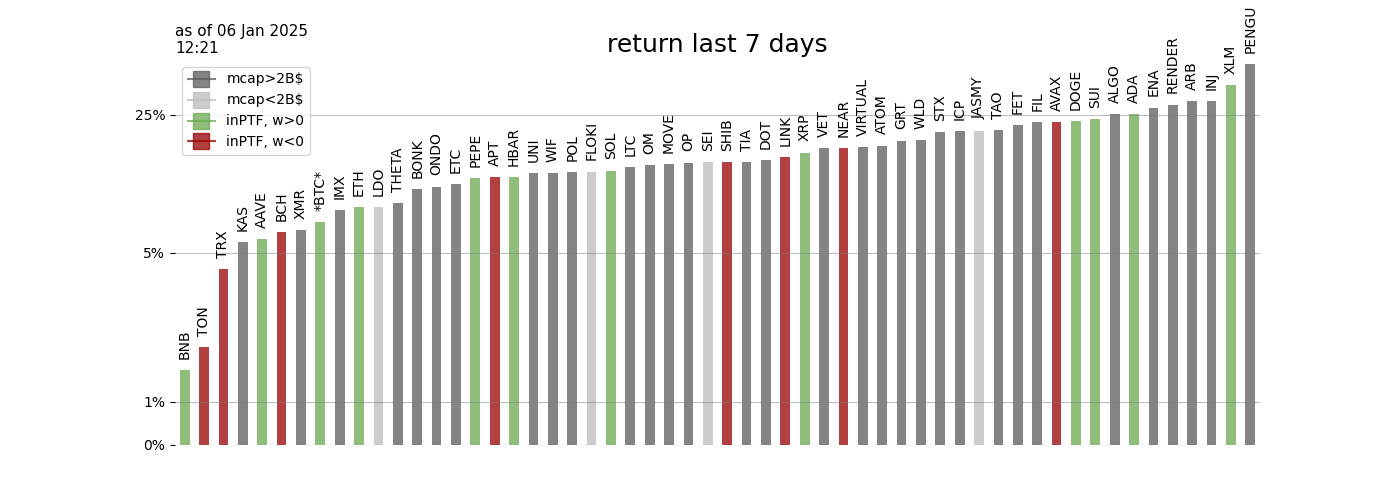 as of 06 Jan 2025
12:21
return last 7 days
mcap>2B$
mcap<2B$
inPTF, w>0
inPTF, w<0
25%
5%
1%
0%
BNB
TON
TRX
KAS
AAVE
BCH
XMR
*BTC*
IMX
ETH
LDO
THETA
BONK
ONDO
ETC
PEPE
APT
HBAR
UNI
WIF
POL
FLOKI
SOL
LTC
OM
MOVE
OP
SEI
SHIB
TIA
DOT
LINK
XRP
VET
NEAR
VIRTUAL
ATOM
GRT
WLD
STX
ICP
JASMY
TAO
FET
FIL
AVAX
DOGE
SUI
ALGO
ADA
ENA
RENDER
ARB
INJ
XLM
PENGU